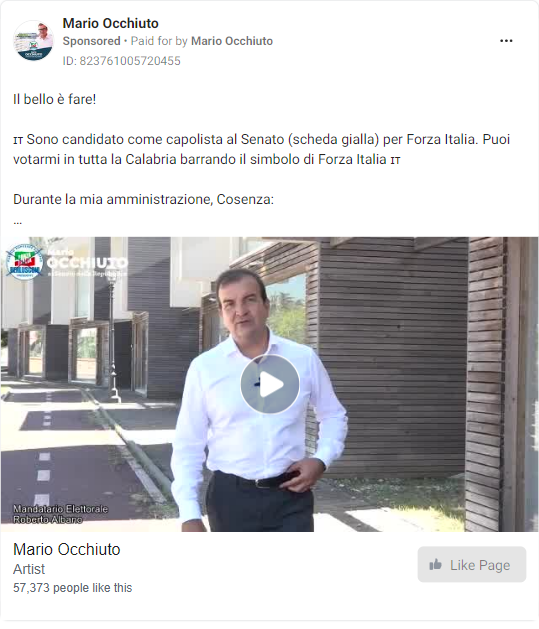 Mario Occhiuto
Sponsored • Paid for by Mario Occhiuto
ID: 823761005720455
Il bello è fare!
IT Sono candidato come capolista al Senato (scheda gialla) per Forza Italia. Puoi
votarmi in tutta la Calabria barrando il simbolo di Forza Italia IT
Durante la mia amministrazione, Cosenza:
...
BERLUSCONI
Mario
OCCHIUTO
al Senato della Repubblica
Mandatario Elettorale
Roberto Albano
Mario Occhiuto
Artist
57,373 people like this
Like Page